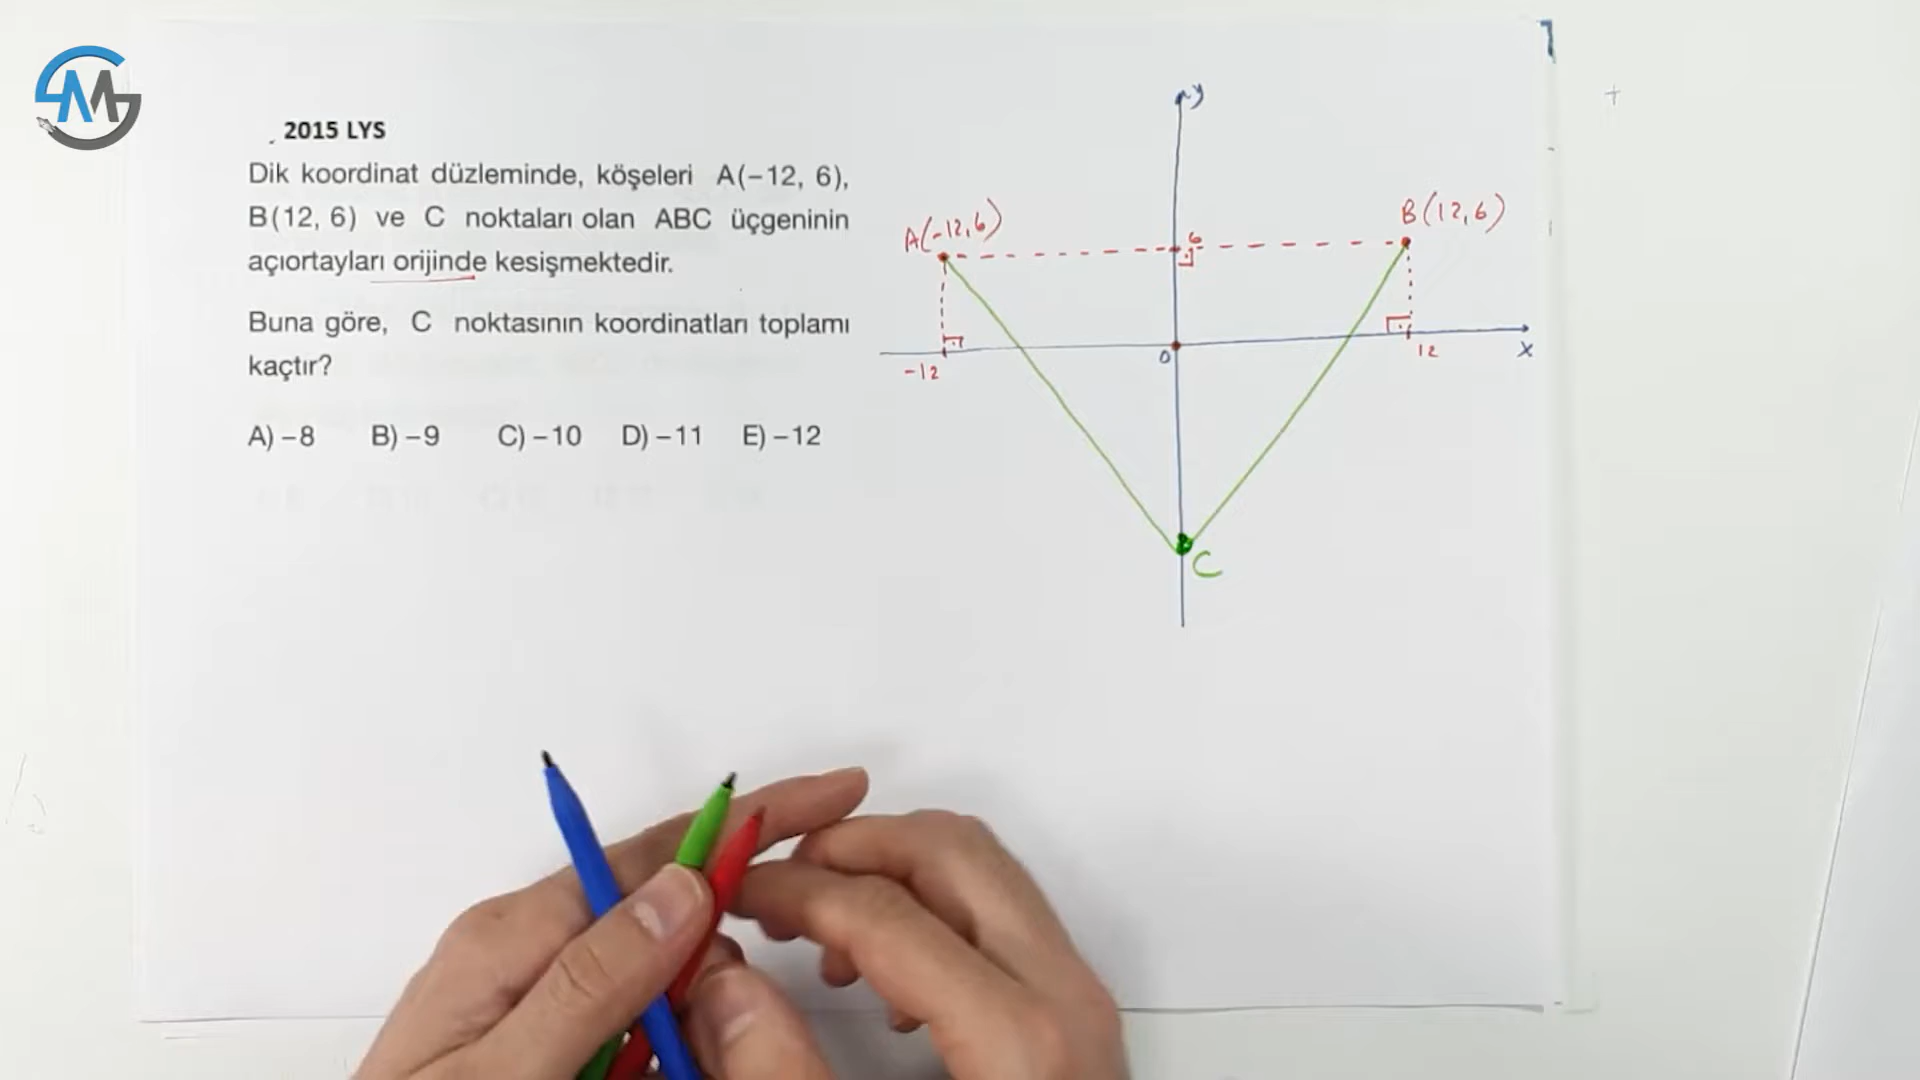 SMG
2015 LYS
Dik koordinat düzleminde, köşeleri A(−12, 6),
B(12, 6) ve C noktaları olan ABC üçgeninin
açıortayları orijinde kesişmektedir.
Buna göre, C noktasının koordinatları toplamı
kaçtır?
A) −8 B) −9 C) −10 D) −11 E) −12
y
A(-12,6)
6
B(12,6)
-12
0
12
x
C